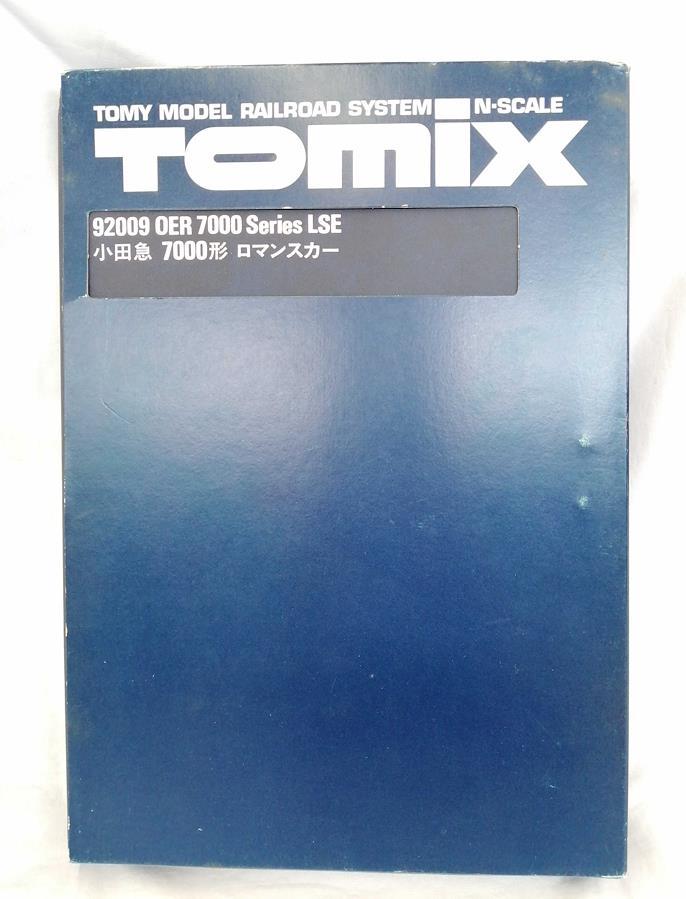 TOMY MODEL RAILROAD SYSTEM N-SCALE
TOMIX
92009 OER 7000 Series LSE
小田急 7000形 ロマンスカー